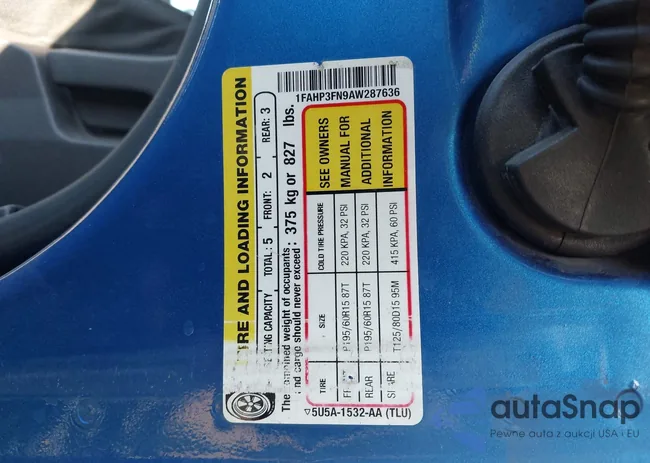 1FAHP3FN9AW287636
RE AND LOADING INFORMATION
TING CAPACITY TOTAL: 5 FRONT: 2 REAR: 3
The weight of occupants
and cargo should never exceed : 375 kg or 827 lbs.
TIRE SIZE COLD TIRE PRESSURE SEE OWNERS
P195/60R15 87T 220 KPA, 32 PSI MANUAL FOR
REAR P195/60R15 87T 220 KPA, 32 PSI ADDITIONAL
T125/80D15 95M 415 KPA, 60 PSI INFORMATION
▽5U5A-1532-AA (TLU)
autaSnap
Pewne auta z aukcji USA i EU